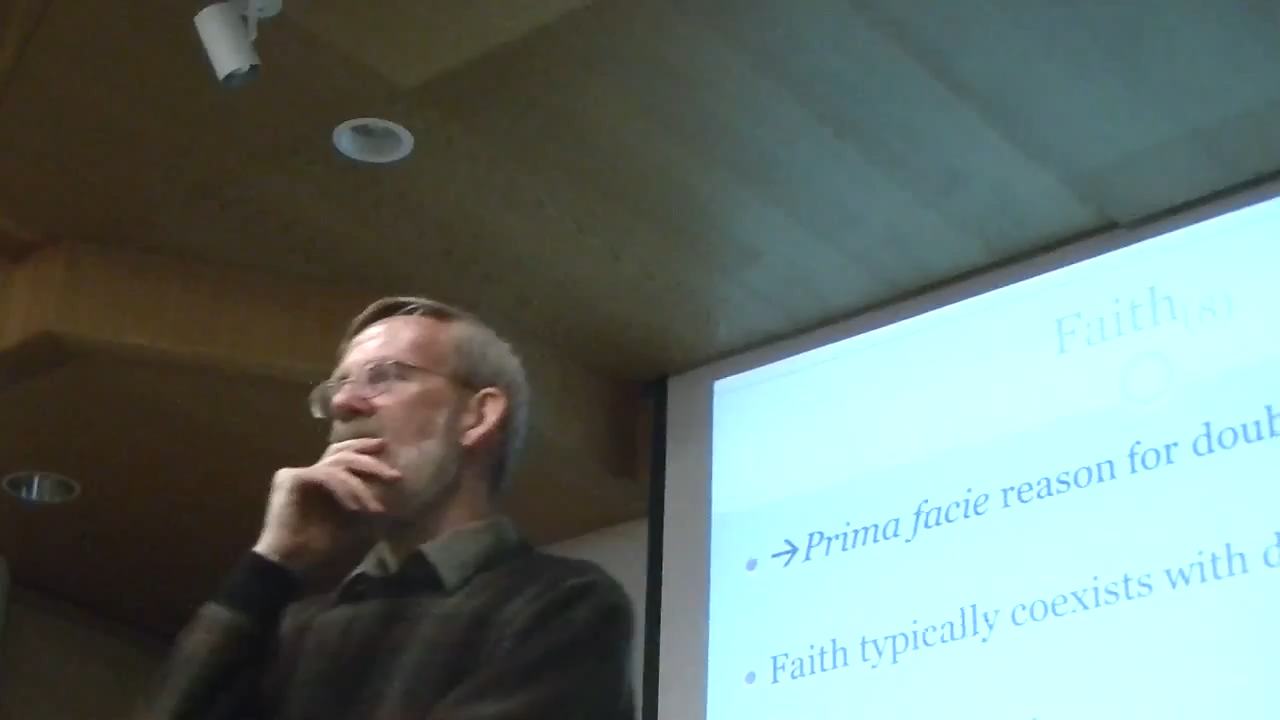 Faith(8)
• →Prima facie reason for doub
• Faith typically coexists with d